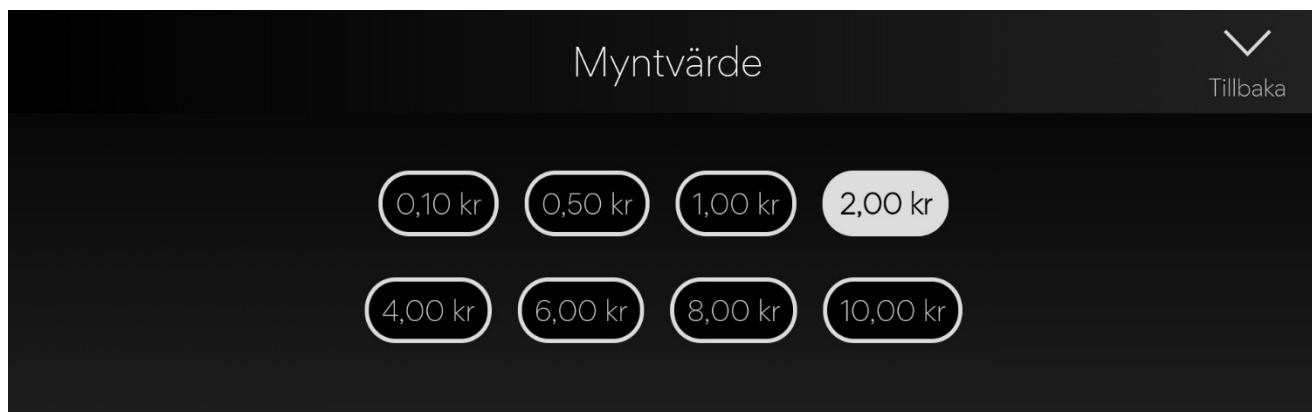 Myntvärde
Tillbaka
0,10 kr 0,50 kr 1,00 kr 2,00 kr
4,00 kr 6,00 kr 8,00 kr 10,00 kr